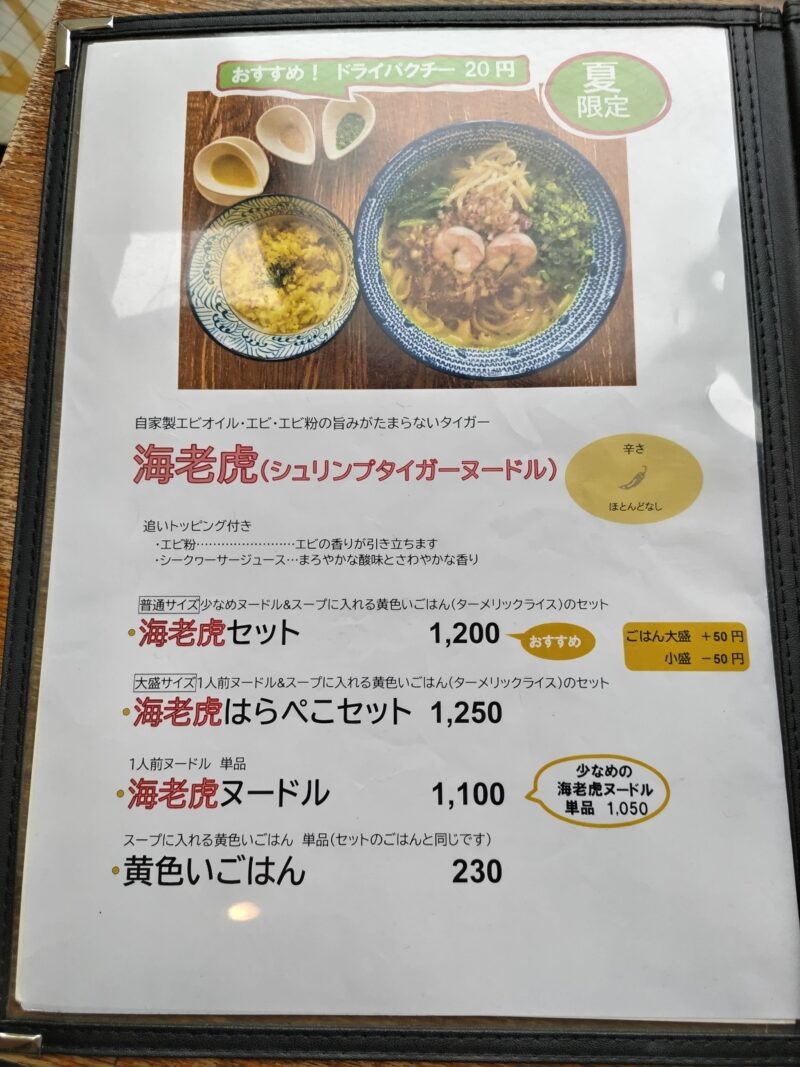 おすすめ！ ドライパクチー 20円
夏
限定
自家製エビオイル・エビ・エビ粉の旨みがたまらないタイガー
海老虎(シュリンプタイガーヌードル)
辛さ
ほとんどなし
追いトッピング付き
・エビ粉……………………エビの香りが引き立ちます
・シークヮーサージュース…まろやかな酸味とさわやかな香り
普通サイズ少なめヌードル&スープに入れる黄色いごはん(ターメリックライス)のセット
・海老虎セット 1,200
おすすめ
ごはん大盛 ＋50円
小盛 －50円
大盛サイズ1人前ヌードル&スープに入れる黄色いごはん(ターメリックライス)のセット
・海老虎はらぺこセット 1,250
1人前ヌードル 単品
・海老虎ヌードル 1,100
少なめの
海老虎ヌードル
単品 1,050
スープに入れる黄色いごはん 単品(セットのごはんと同じです)
・黄色いごはん 230